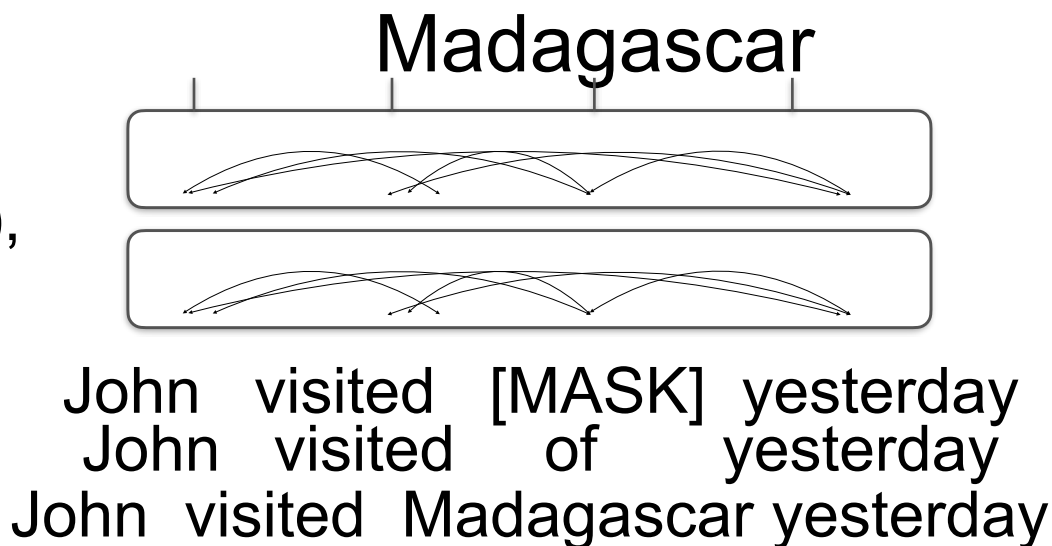 Madagascar
),
John visited [MASK] yesterday
John visited of yesterday
John visited Madagascar yesterday